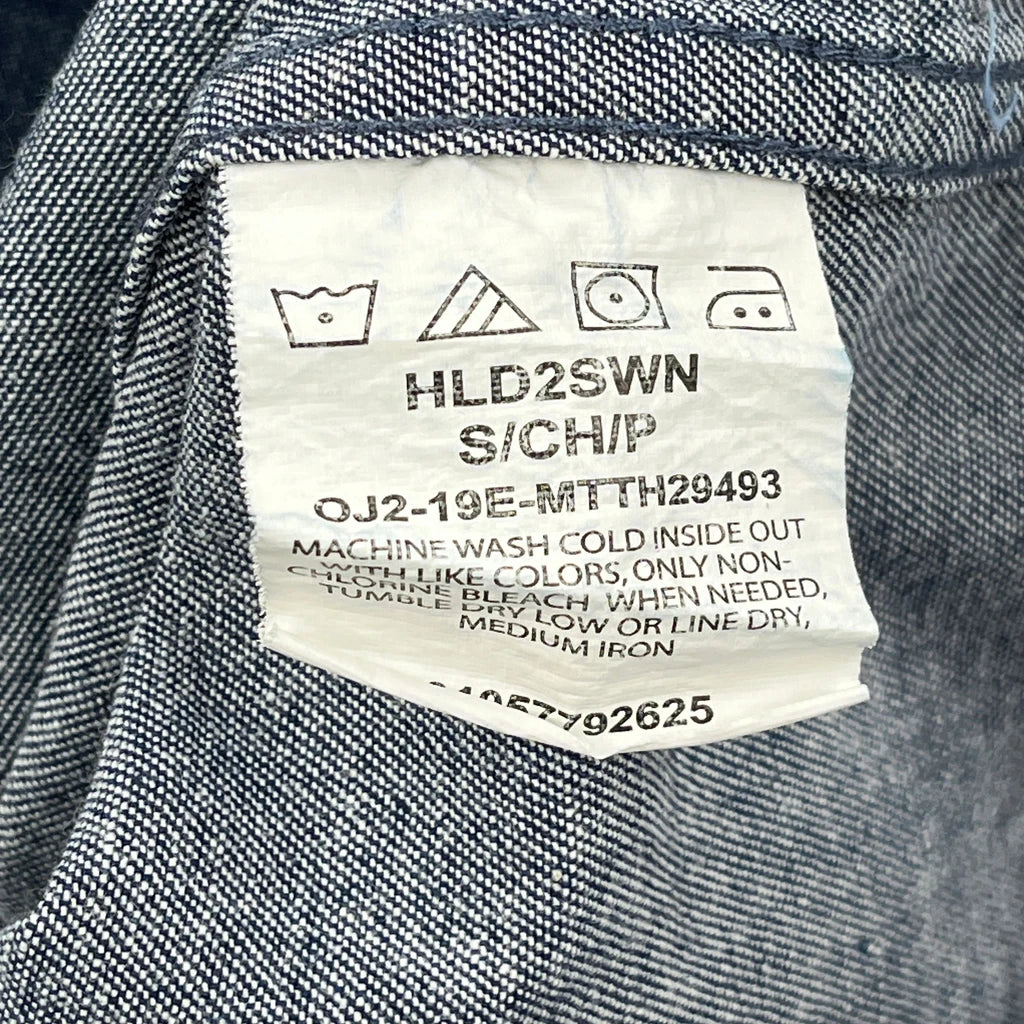 HLD2SWN
S/CH/P
OJ2-19E-MTTH29493
MACHINE WASH COLD INSIDE OUT
WITH LIKE COLORS, ONLY NON-
CHLORINE BLEACH WHEN NEEDED,
TUMBLE DRY LOW OR LINE DRY,
MEDIUM IRON